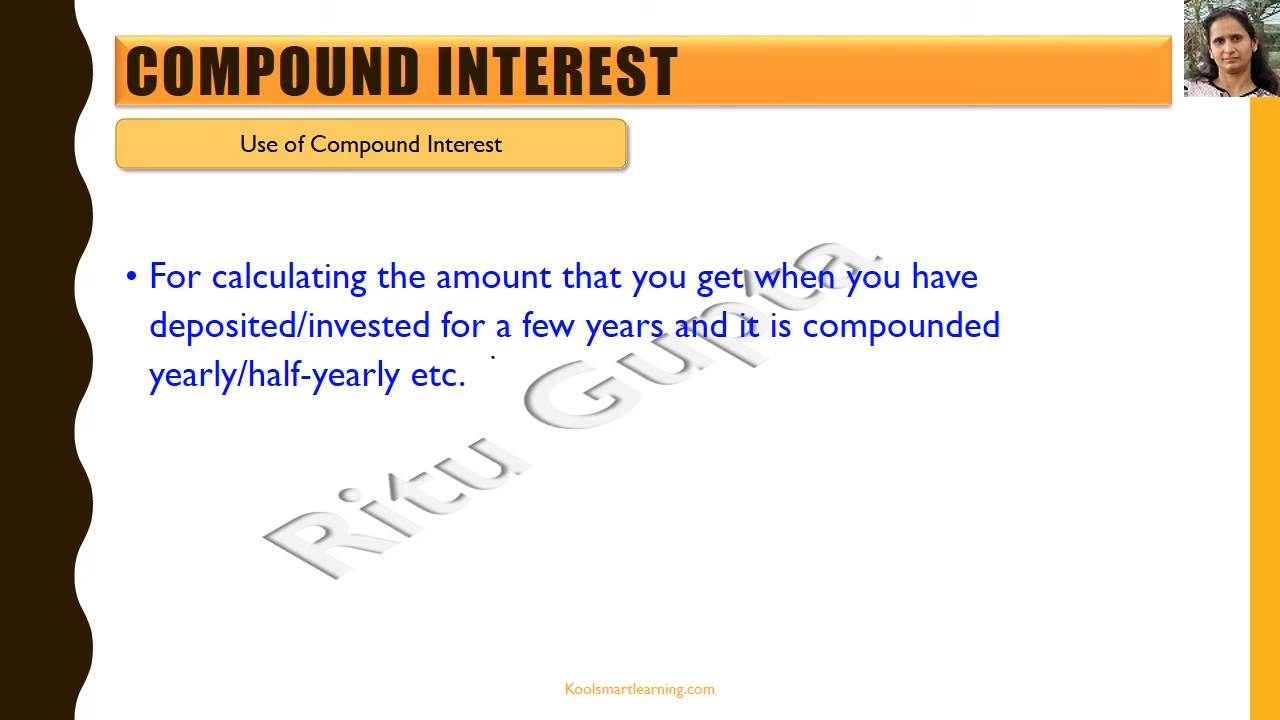 COMPOUND INTEREST
Use of Compound Interest
• For calculating the amount that you get when you have
deposited/invested for a few years and it is compounded
yearly/half-yearly etc.
Ritu Gupta
Koolsmartlearning.com